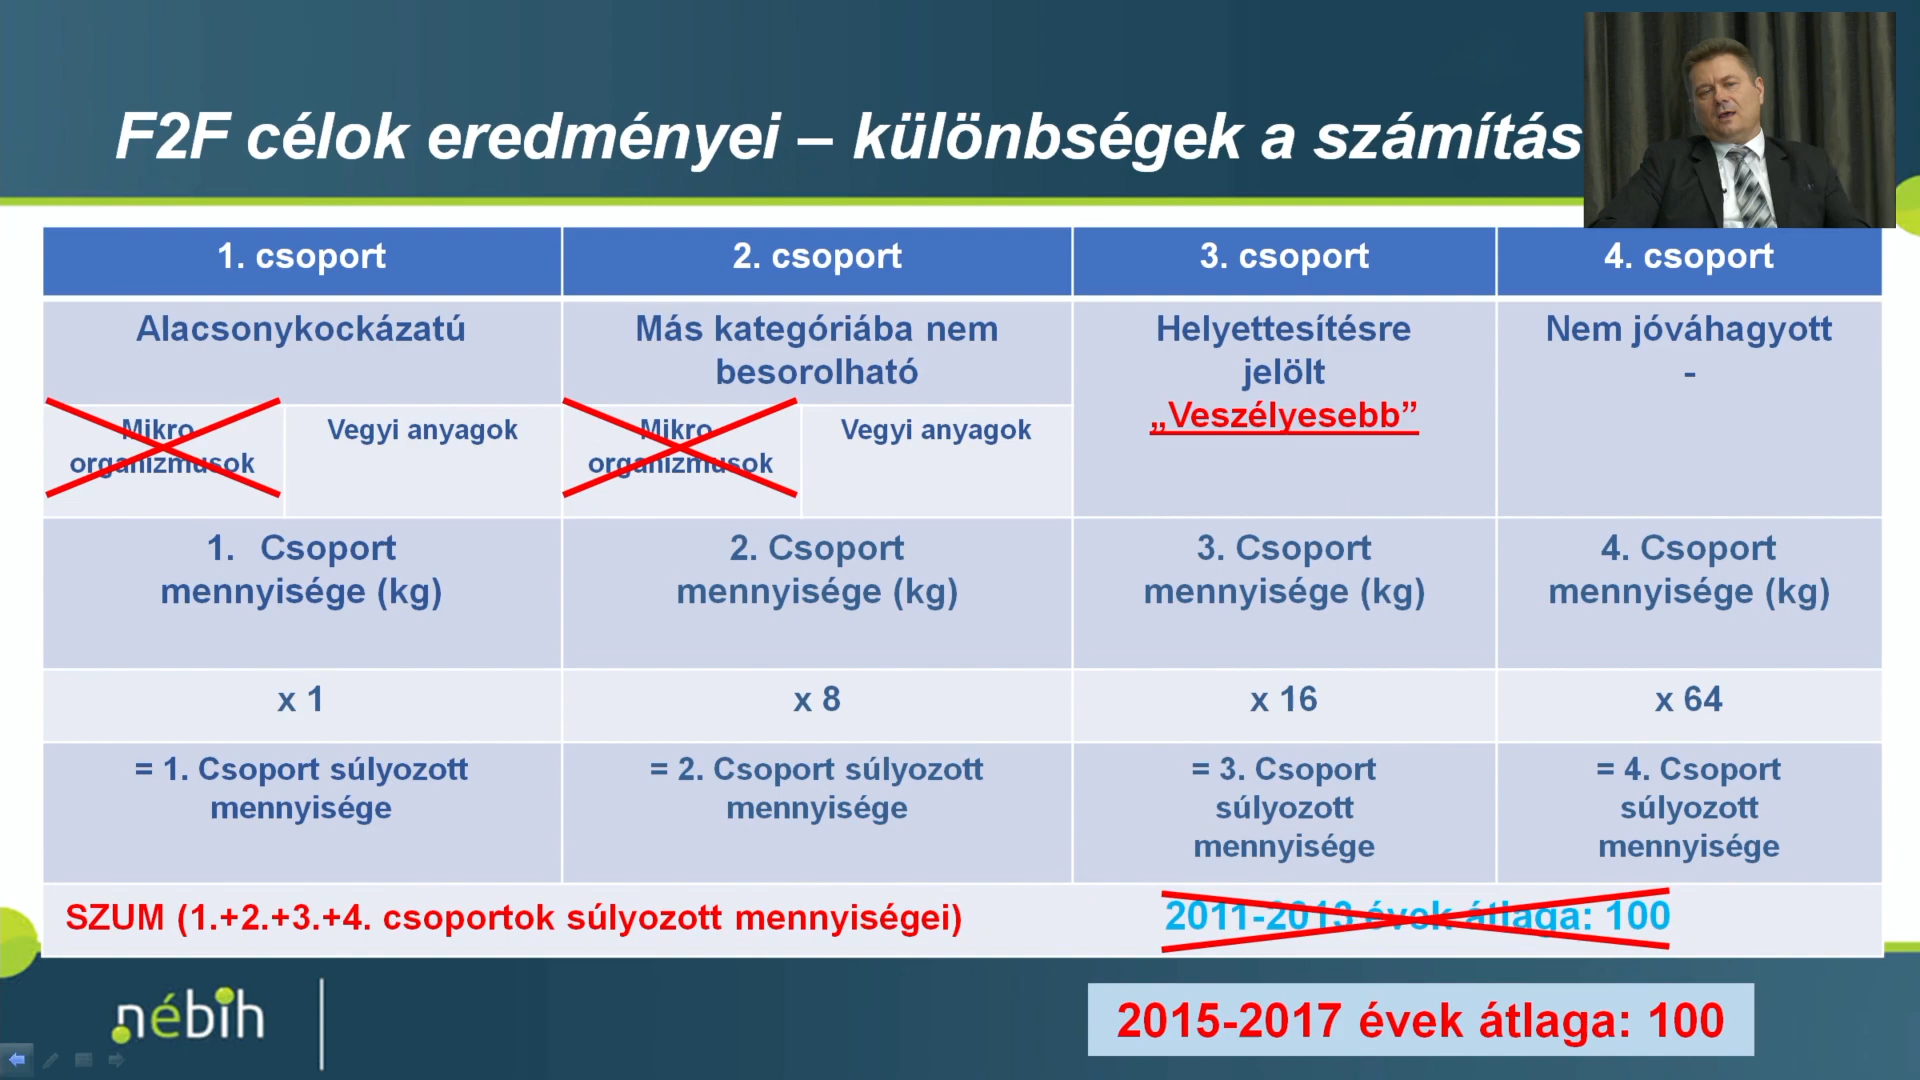 F2F célok eredményei – különbségek a számítás
1. csoport
2. csoport
3. csoport
4. csoport
Alacsonykockázatú
Más kategóriába nem
besorolható
Helyettesítésre
jelölt
„Veszélyesebb”
Nem jóváhagyott
-
Mikro
organizmusok
Vegyi anyagok
Mikro
organizmusok
Vegyi anyagok
1. Csoport
mennyisége (kg)
2. Csoport
mennyisége (kg)
3. Csoport
mennyisége (kg)
4. Csoport
mennyisége (kg)
x 1
x 8
x 16
x 64
= 1. Csoport súlyozott
mennyisége
= 2. Csoport súlyozott
mennyisége
= 3. Csoport
súlyozott
mennyisége
= 4. Csoport
súlyozott
mennyisége
SZUM (1.+2.+3.+4. csoportok súlyozott mennyiségei)
2011-2013 évek átlaga: 100
nébih
2015-2017 évek átlaga: 100